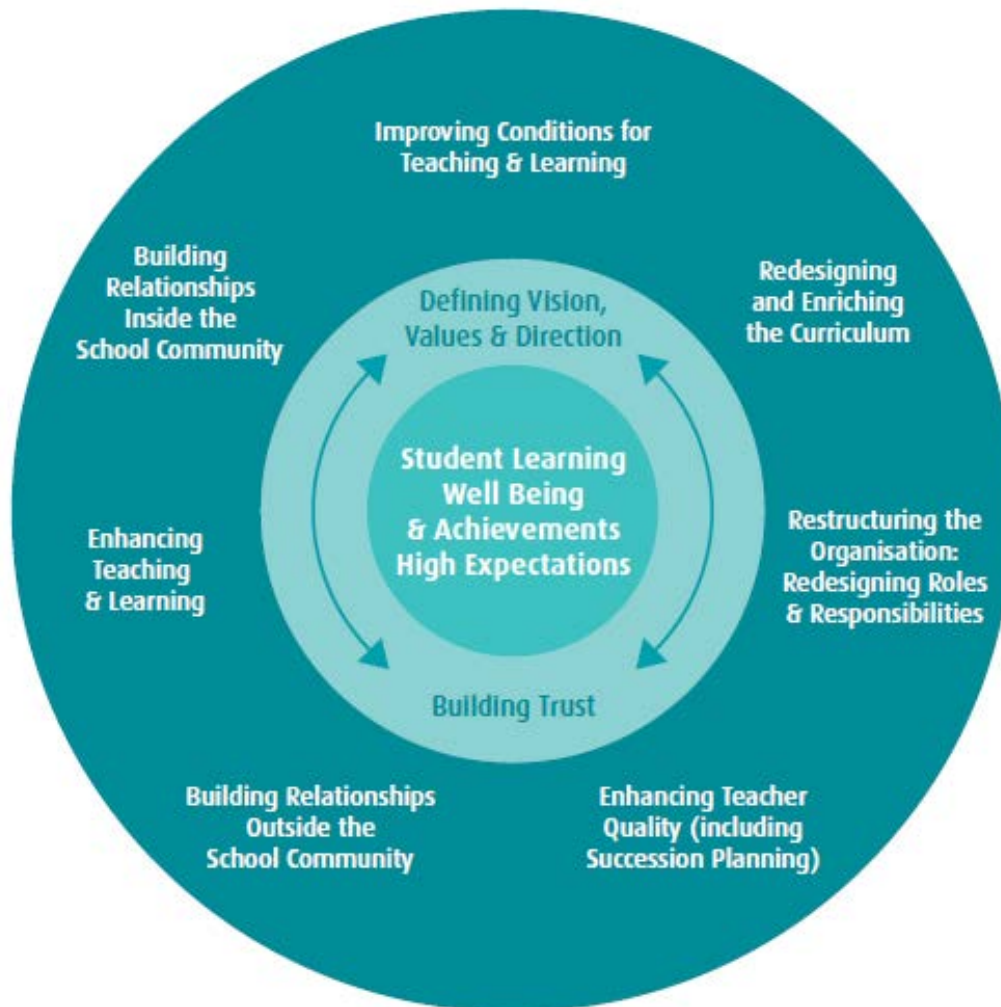 Improving Conditions for
Teaching & Learning
Building
Relationships
Inside the
School Community
Redesigning
and Enriching
the Curriculum
Defining Vision,
Values & Direction
Student Learning
Well Being
& Achievements
High Expectations
Enhancing
Teaching
& Learning
Restructuring the
Organisation:
Redesigning Roles
& Responsibilities
Building Trust
Building Relationships
Outside the
School Community
Enhancing Teacher
Quality (including
Succession Planning)